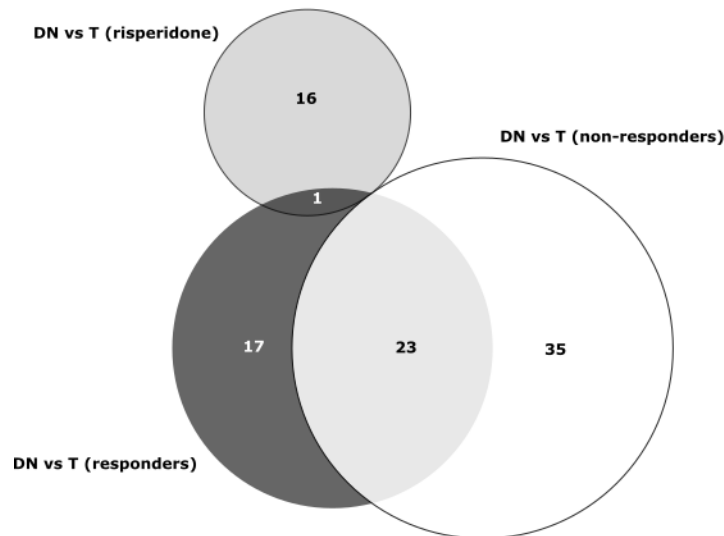 DN vs T (risperidone)
16
DN vs T (non-responders)
1
17
23
35
DN vs T (responders)